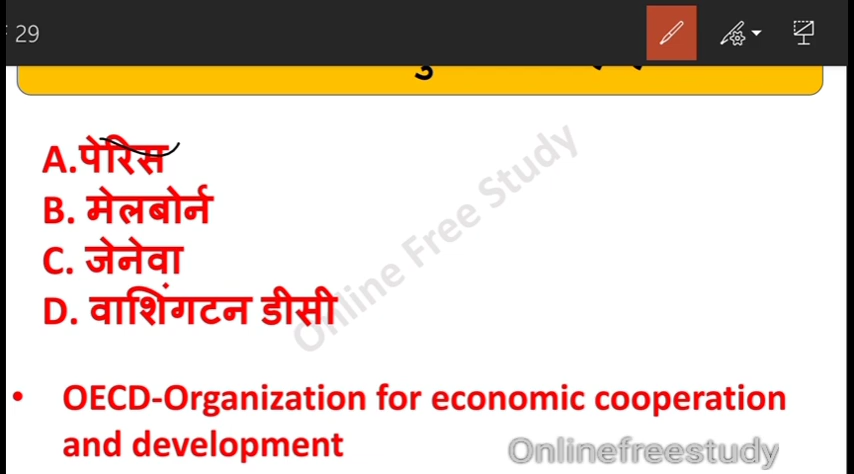 29
A.पेरिस
B. मेलबोर्न
C. जेनेवा
D. वाशिंगटन डीसी
Online Free Study
• OECD-Organization for economic cooperation
and development
Onlinefreestudy